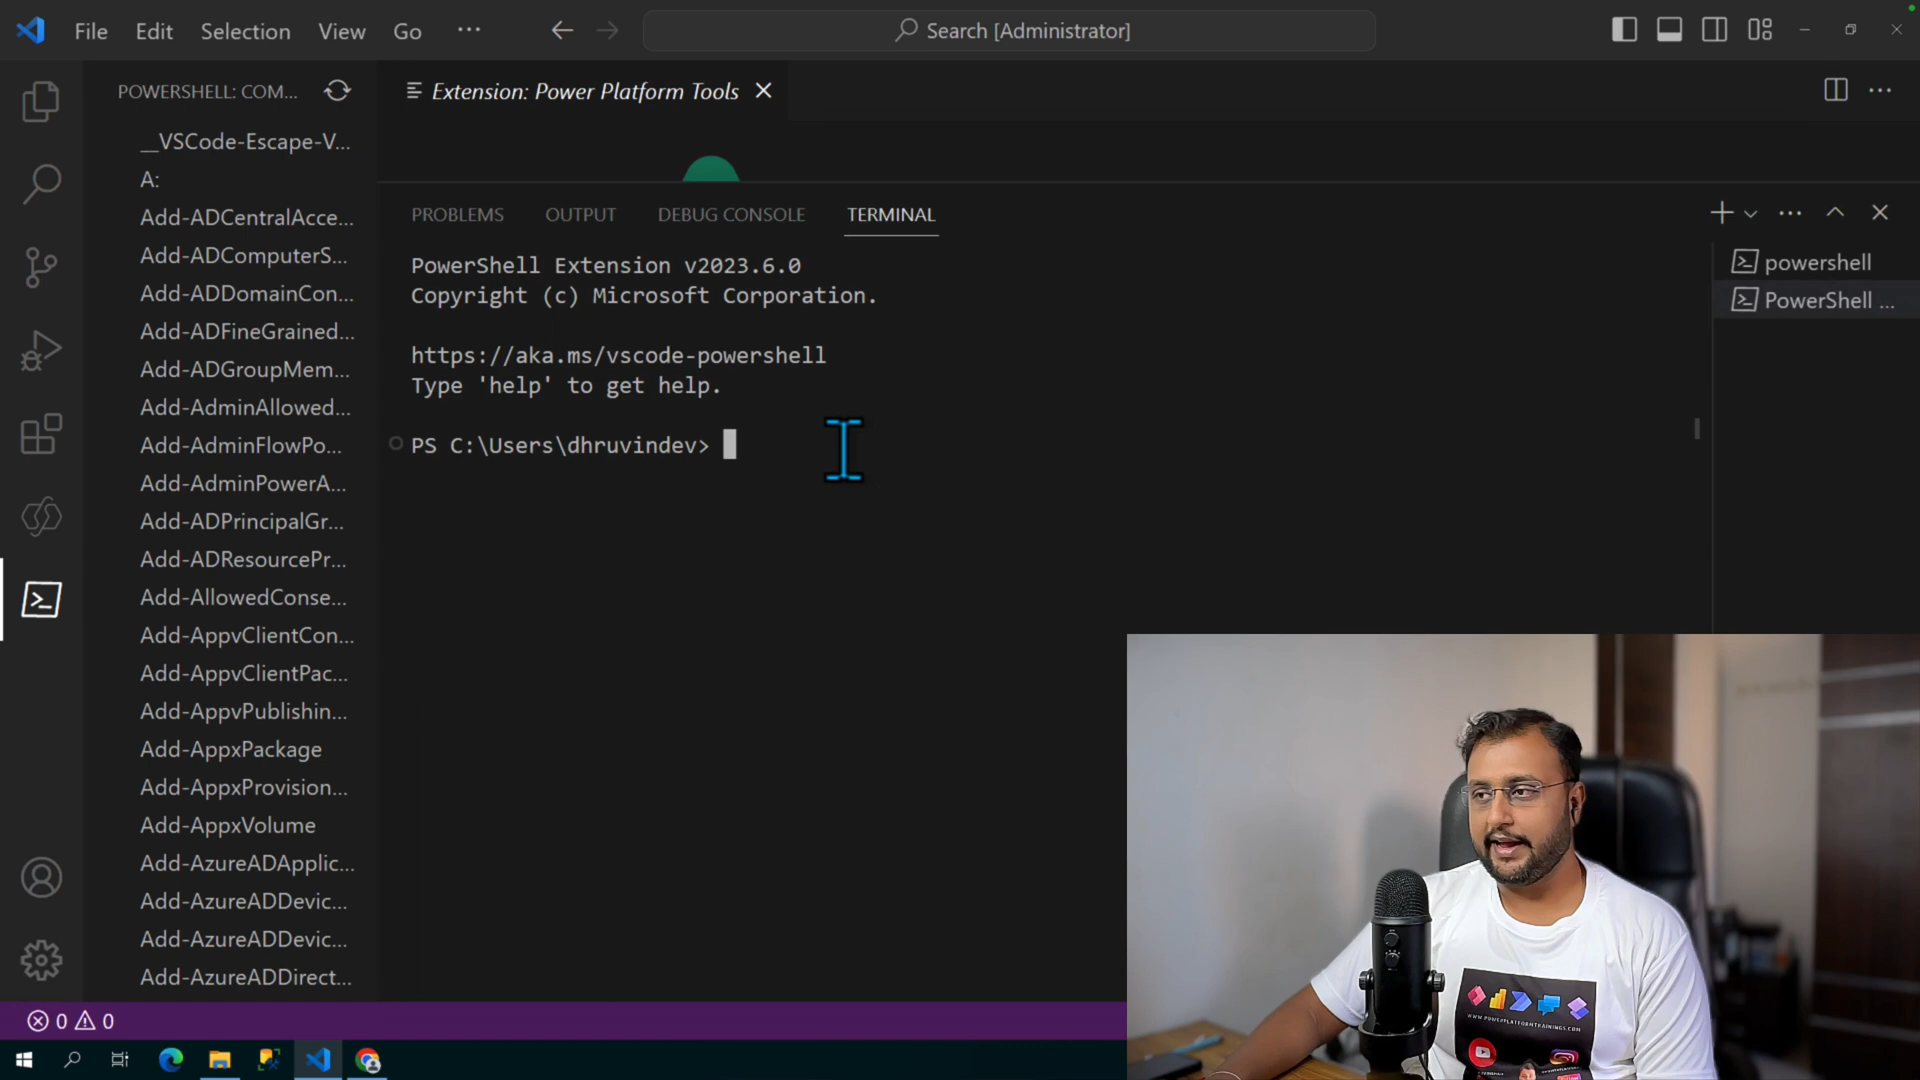 File Edit Selection View Go ···
Search [Administrator]
POWERSHELL: COM...
Extension: Power Platform Tools
__VSCode-Escape-V...
A:
Add-ADCentralAcce...
Add-ADComputerS...
Add-ADDomainCon...
Add-ADFineGrained...
Add-ADGroupMem...
Add-AdminAllowed...
Add-AdminFlowPo...
Add-AdminPowerA...
Add-ADPrincipalGr...
Add-ADResourcePr...
Add-AllowedConse...
Add-AppvClientCon...
Add-AppvClientPac...
Add-AppvPublishin...
Add-AppxPackage
Add-AppxProvision...
Add-AppxVolume
Add-AzureADApplic...
Add-AzureADDevic...
Add-AzureADDevic...
Add-AzureADDirect...
PROBLEMS OUTPUT DEBUG CONSOLE TERMINAL
PowerShell Extension v2023.6.0
Copyright (c) Microsoft Corporation.
https://aka.ms/vscode-powershell
Type 'help' to get help.
PS C:\Users\dhruvindev>
powershell
PowerShell ...
WWW.POWERPLATFORMTRAININGS.COM
0 0